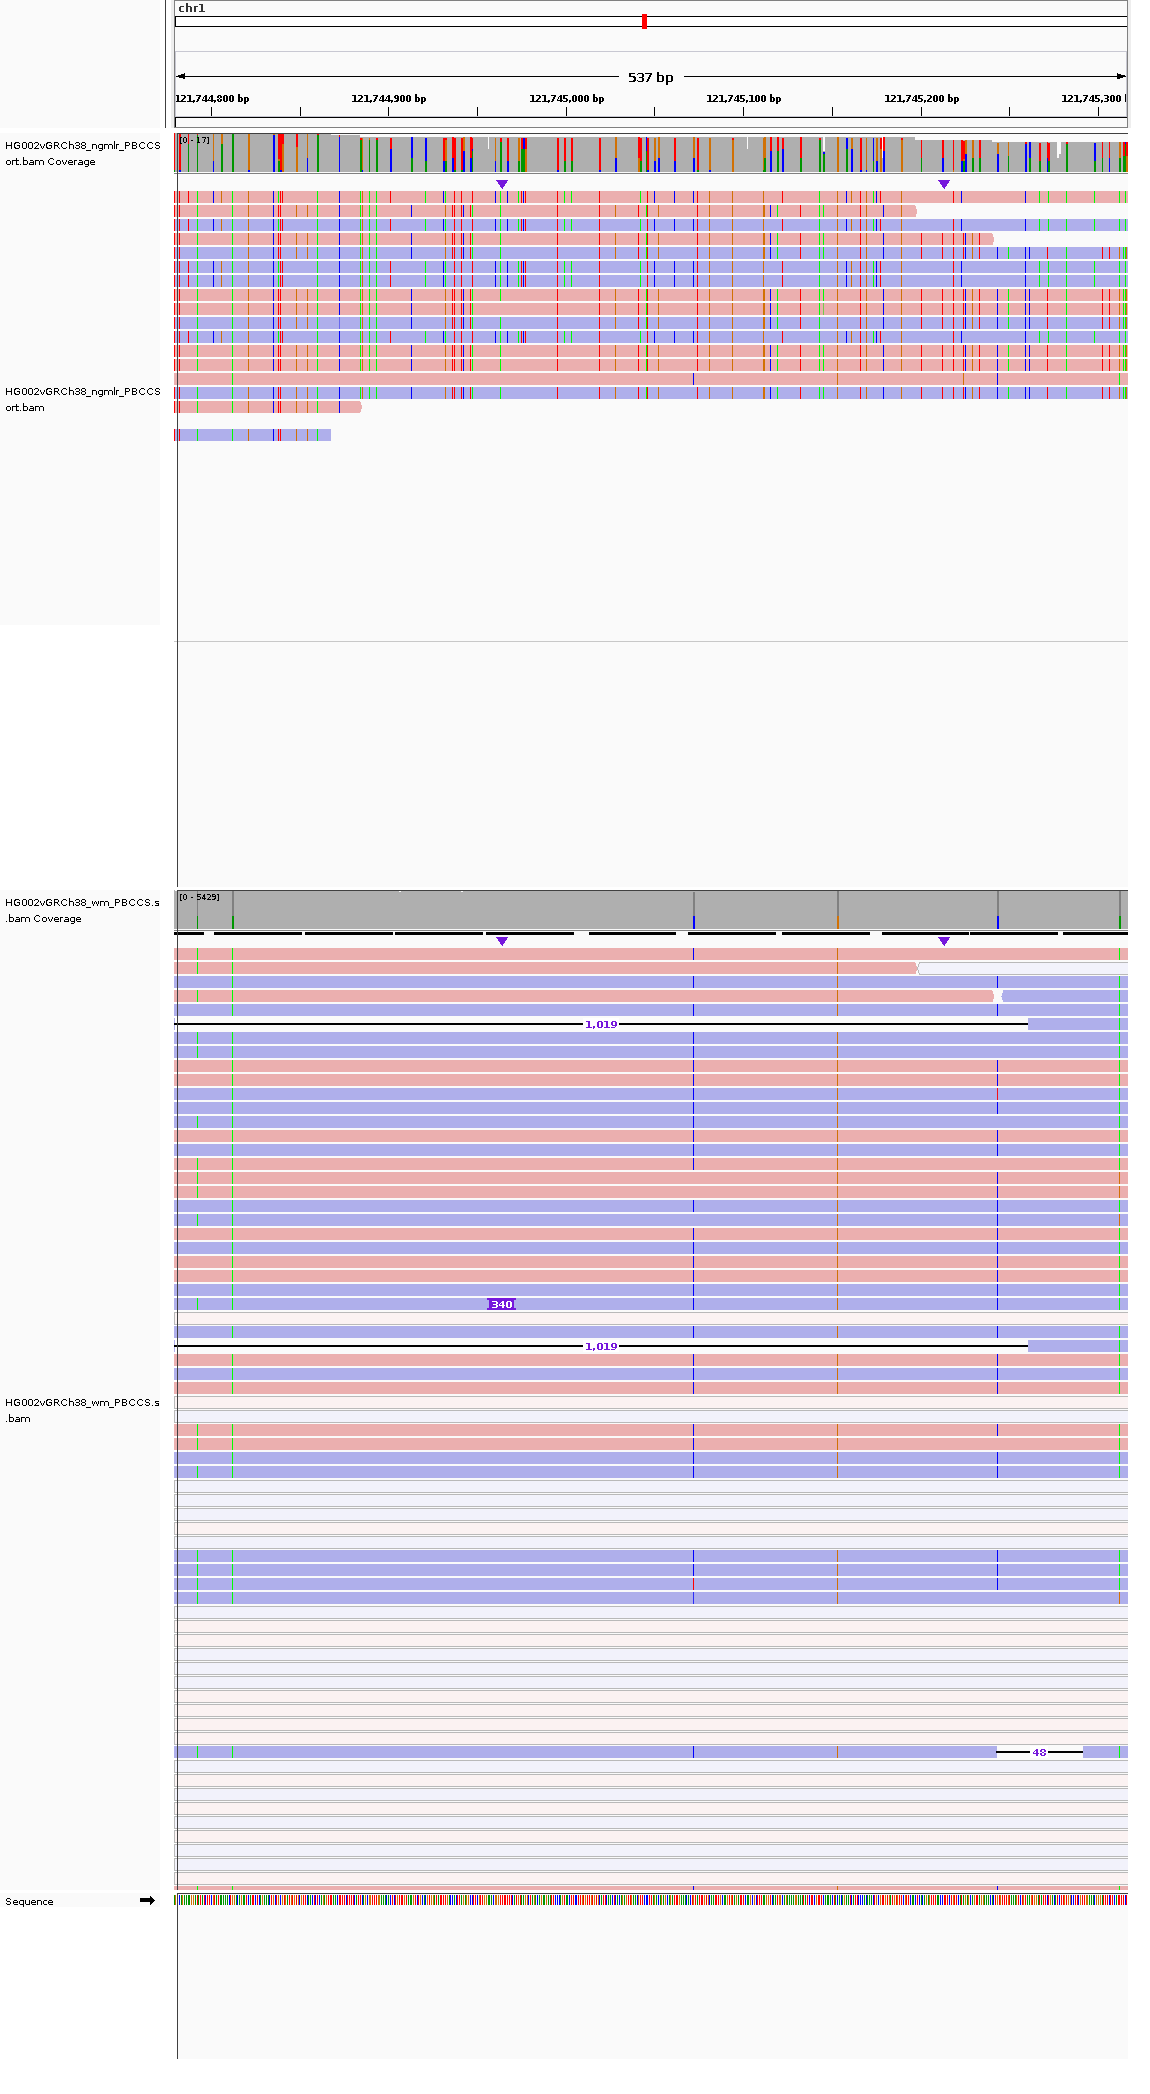 chr1
537 bp
121,744,800 bp 121,744,900 bp 121,745,000 bp 121,745,100 bp 121,745,200 bp 121,745,300 l
HG002vGRCh38_ngmlr_PBCCS
ort.bam Coverage
[0 - 17]
HG002vGRCh38_ngmlr_PBCCS
ort.bam
HG002vGRCh38_wm_PBCCS.s
.bam Coverage
[0 - 5429]
1,019
340
1,019
HG002vGRCh38_wm_PBCCS.s
.bam
48
Sequence